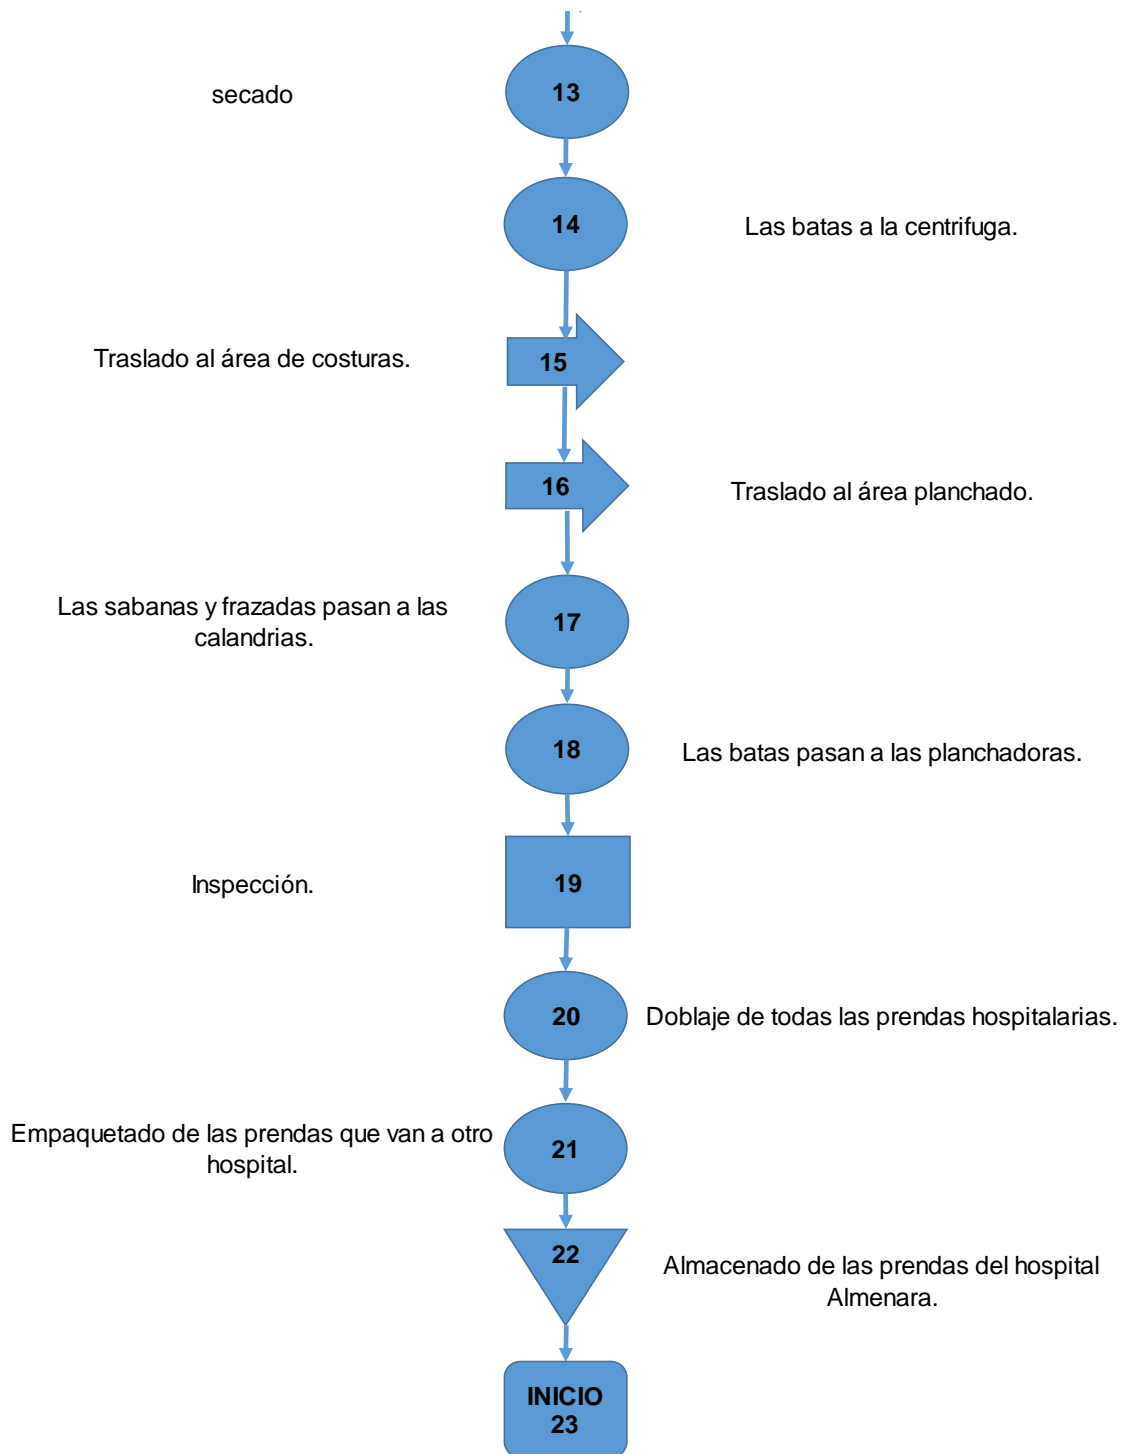 secado
13
14
Las batas a la centrifuga.
Traslado al área de costuras.
15
16
Traslado al área planchado.
Las sabanas y frazadas pasan a las
calandrias.
17
18
Las batas pasan a las planchadoras.
Inspección.
19
20
Doblaje de todas las prendas hospitalarias.
Empaquetado de las prendas que van a otro
hospital.
21
22
Almacenado de las prendas del hospital
Almenara.
INICIO
23